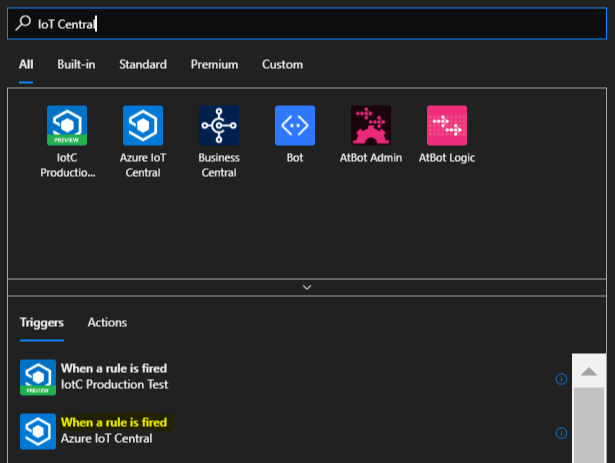 IoT Central
All Built-in Standard Premium Custom
PREVIEW
IotC Productio...
Azure IoT Central
Business Central
Bot
AtBot Admin
AtBot Logic
Triggers Actions
When a rule is fired
IotC Production Test
PREVIEW
When a rule is fired
Azure IoT Central